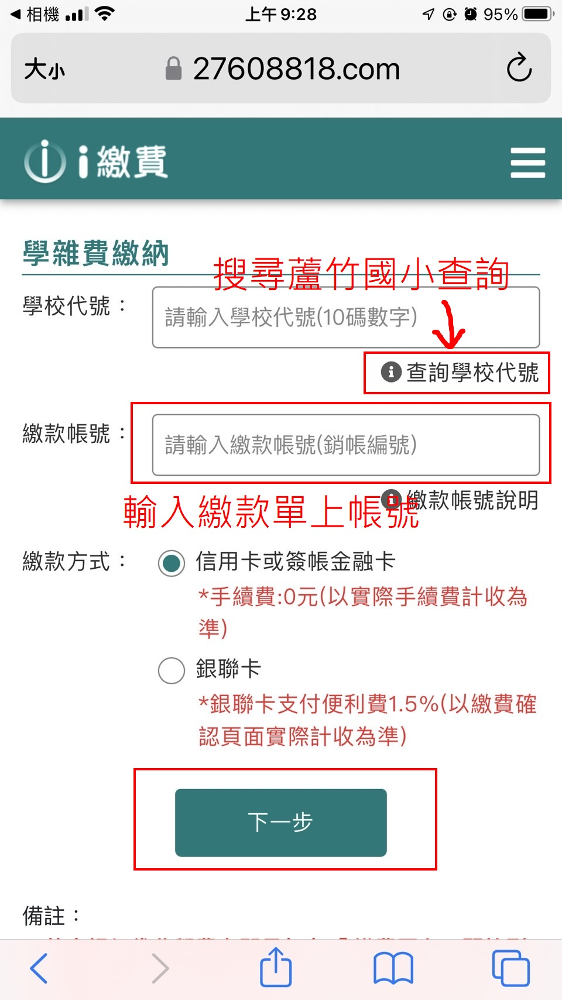 相機
上午9:28
95%
大小
27608818.com
i繳費
學雜費繳納
搜尋蘆竹國小查詢
學校代號：
請輸入學校代號(10碼數字)
查詢學校代號
繳款帳號：
請輸入繳款帳號(銷帳編號)
繳款帳號說明
輸入繳款單上帳號
繳款方式：
信用卡或簽帳金融卡
*手續費:0元(以實際手續費計收為
準)
銀聯卡
*銀聯卡支付便利費1.5%(以繳費確
認頁面實際計收為準)
下一步
備註：